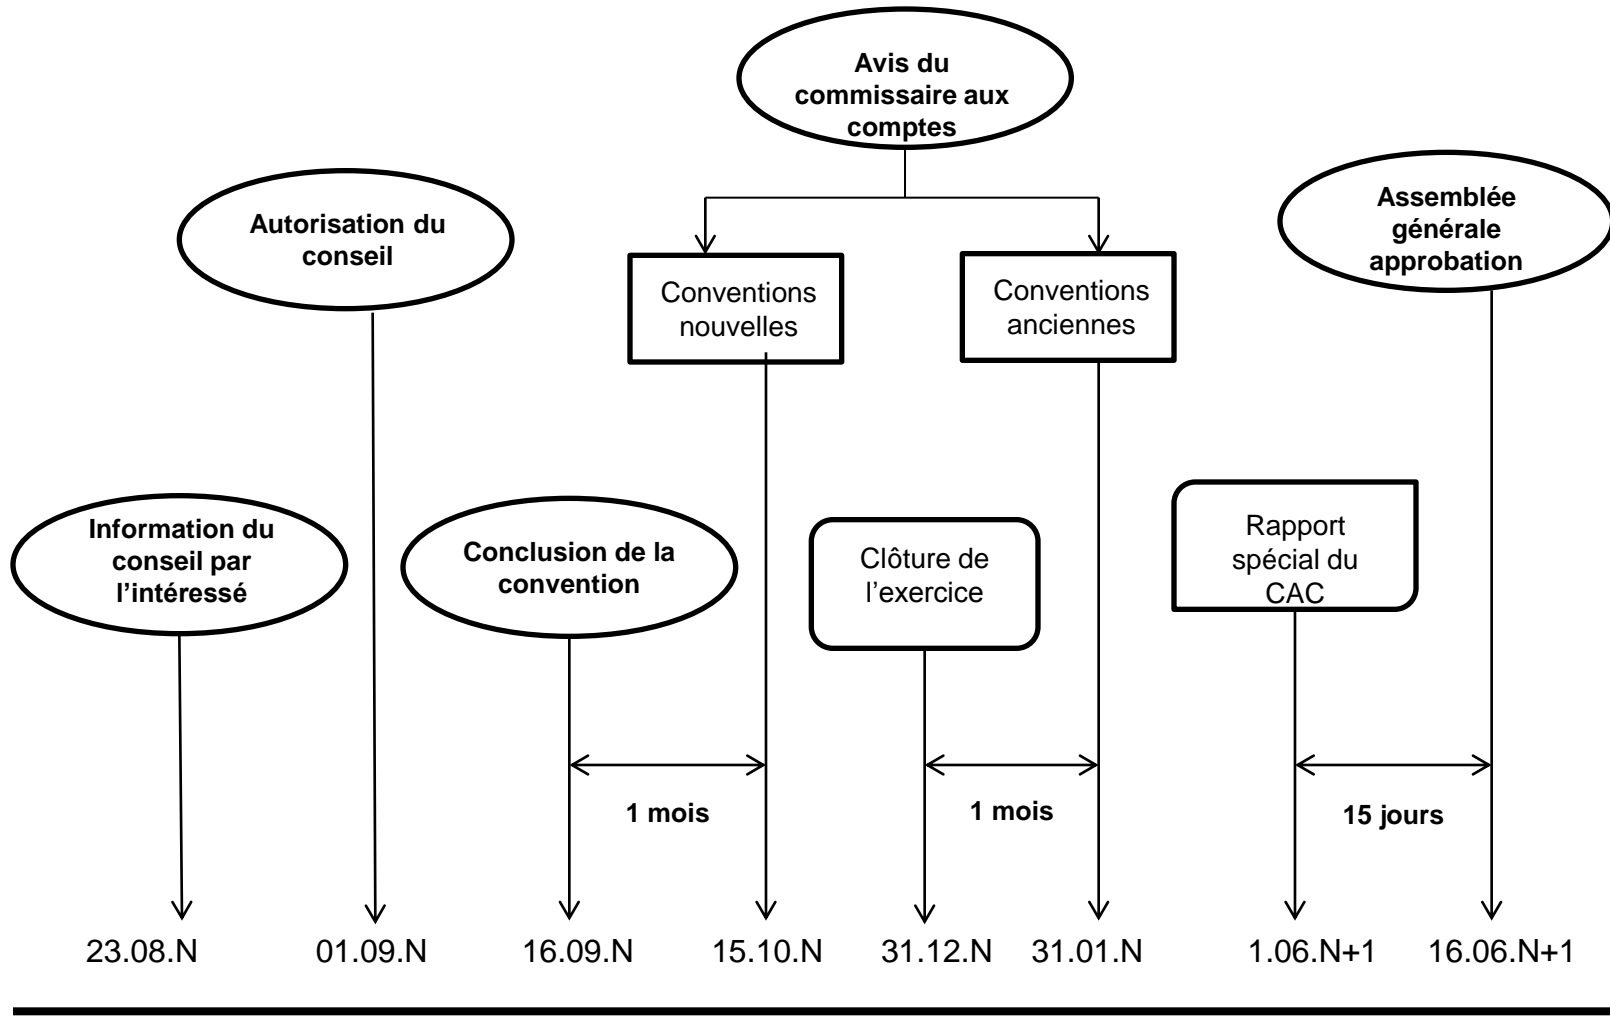 Avis du
commissaire aux
comptes
Autorisation du
conseil
Assemblée
générale
approbation
Conventions
nouvelles
Conventions
anciennes
Information du
conseil par
l’intéressé
Conclusion de la
convention
Clôture de
l’exercice
Rapport
spécial du
CAC
1 mois
1 mois
15 jours
23.08.N
01.09.N
16.09.N
15.10.N
31.12.N
31.01.N
1.06.N+1
16.06.N+1